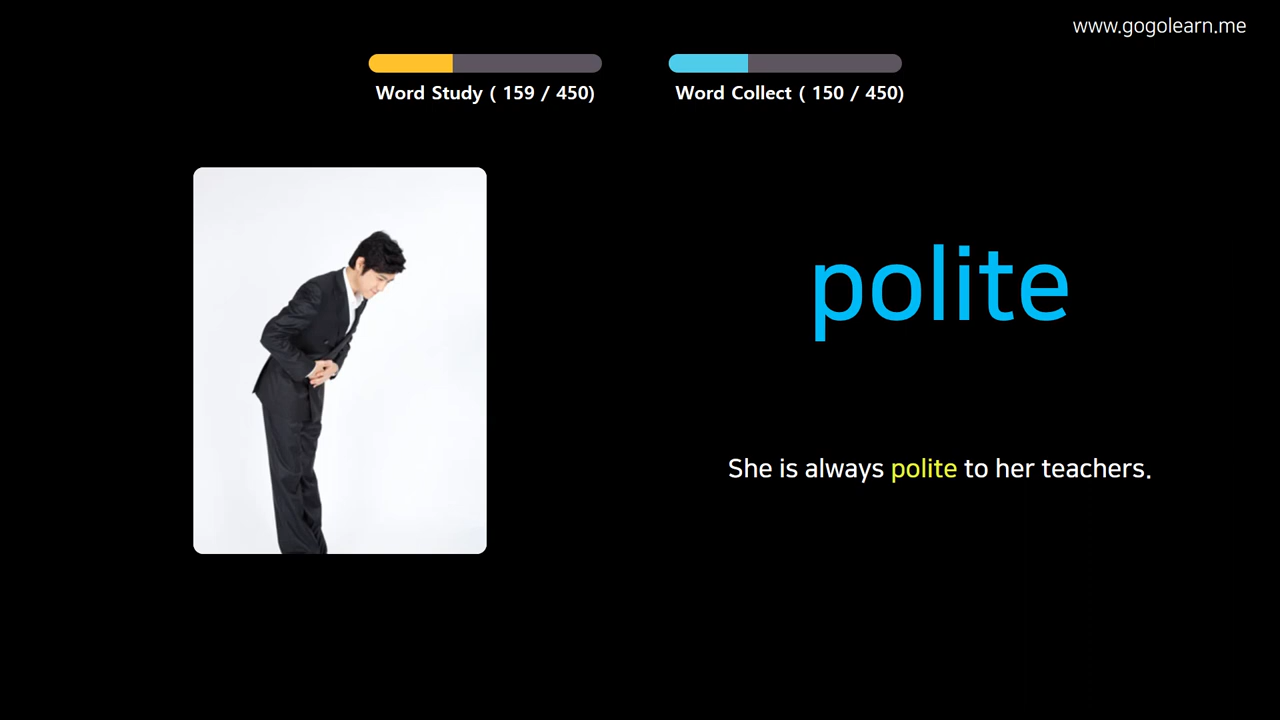 www.gogolearn.me
Word Study ( 159 / 450)
Word Collect ( 150 / 450)
polite
She is always polite to her teachers.